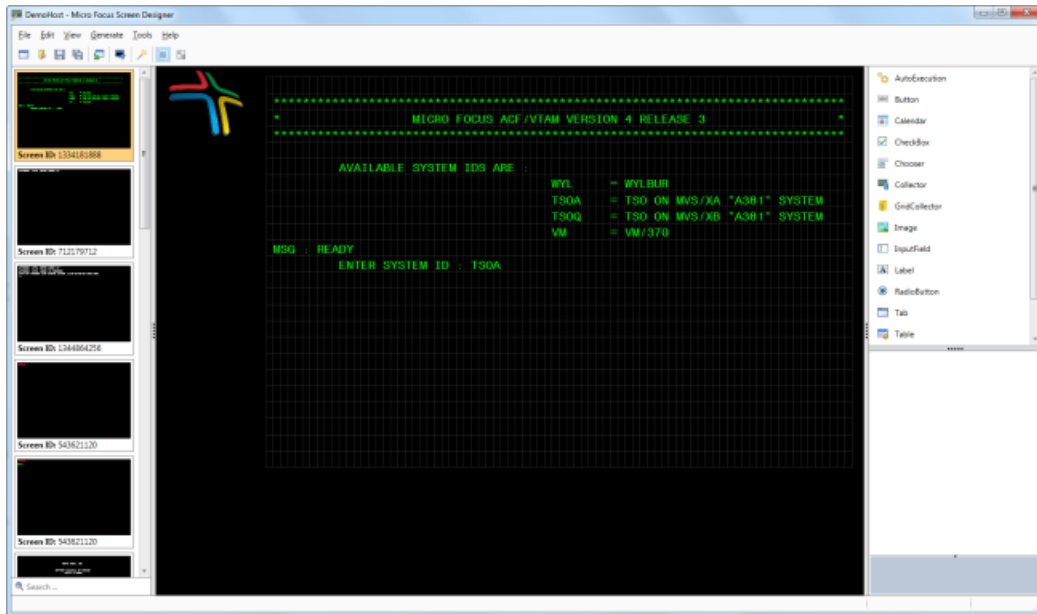 DemoHost - Micro Focus Screen Designer
File Edit View Generate Tools Help
Screen ID: 1334181868
Screen ID: 712179712
Screen ID: 1344864256
Screen ID: 543621120
Screen ID: 543621120
Search ...
********************************************************************************
* MICRO FOCUS ACF/VTAM VERSION 4 RELEASE 3 *
********************************************************************************
AVAILABLE SYSTEM IDS ARE :
WYL = WYLBUR
TSOA = TSO ON MVS/XA "A381" SYSTEM
TSOQ = TSO ON MVS/XB "A381" SYSTEM
VM = VM/370
MSG : READY
ENTER SYSTEM ID : TSOA
AutoExecution
Button
Calendar
CheckBox
Chooser
Collector
GridCollector
Image
InputField
Label
RadioButton
Tab
Table